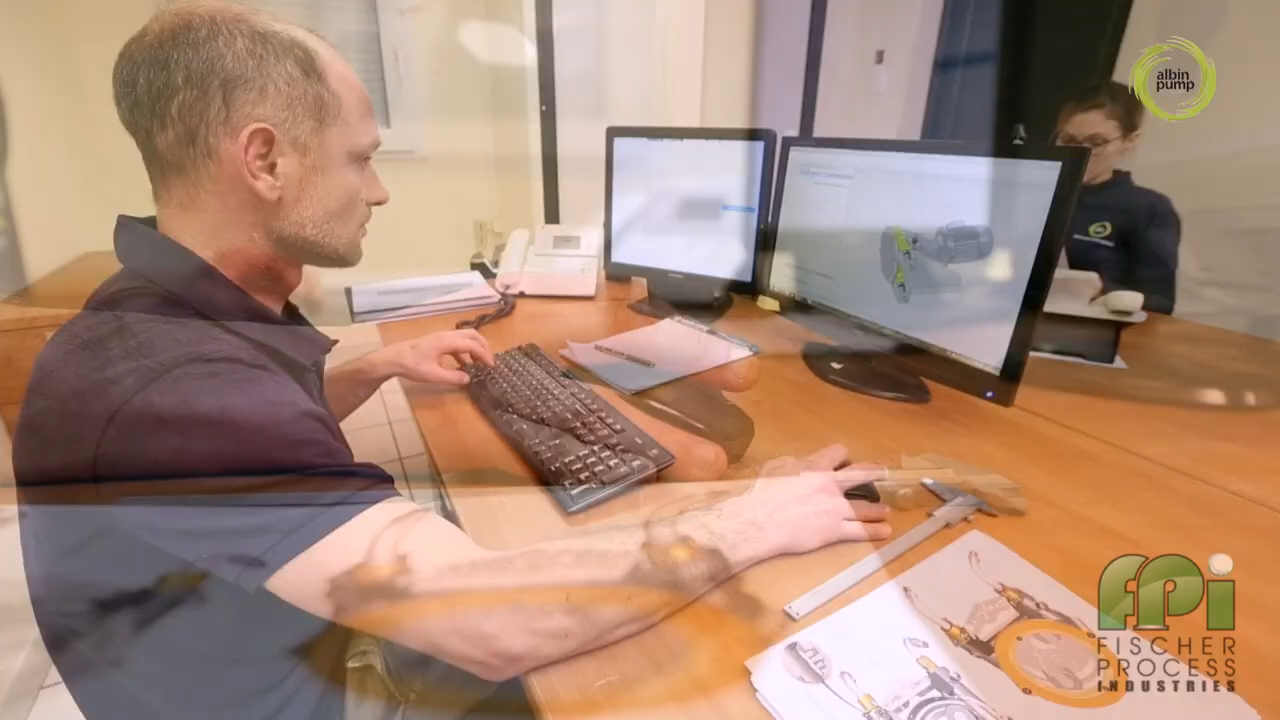 albin
pump
fpi
FISCHER
PROCESS
INDUSTRIES